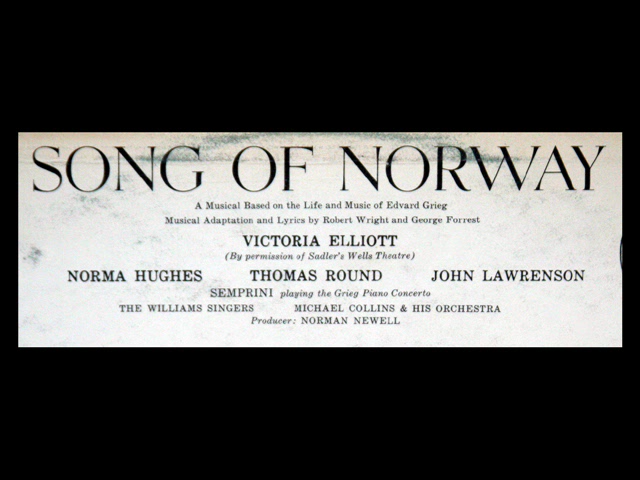 SONG OF NORWAY
A Musical Based on the Life and Music of Edvard Grieg
Musical Adaptation and Lyrics by Robert Wright and George Forrest
VICTORIA ELLIOTT
(By permission of Sadler's Wells Theatre)
NORMA HUGHES THOMAS ROUND JOHN LAWRENSON
SEMPRINI playing the Grieg Piano Concerto
THE WILLIAMS SINGERS MICHAEL COLLINS & HIS ORCHESTRA
Producer: NORMAN NEWELL